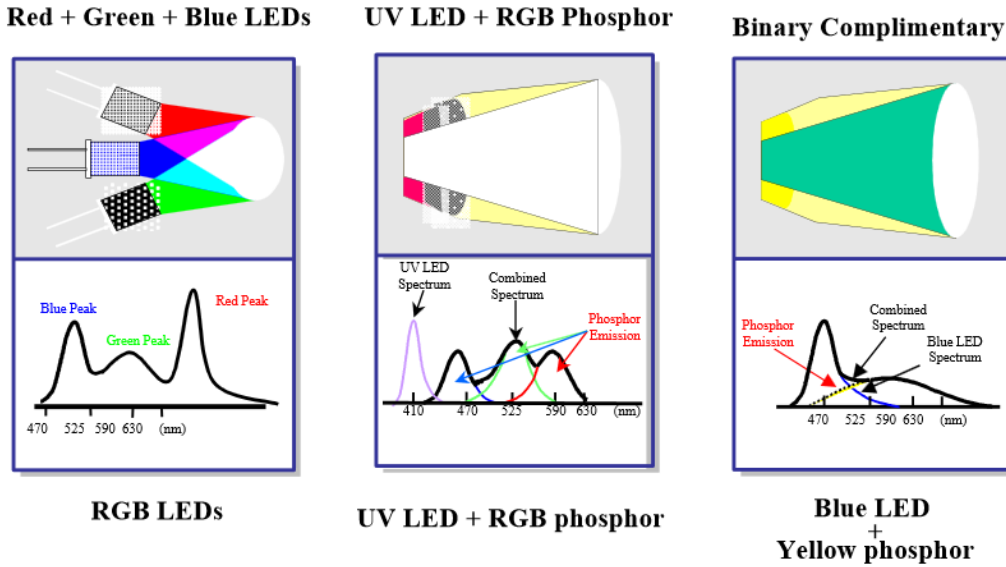 Red + Green + Blue LEDs
Blue Peak
Green Peak
Red Peak
470 525 590 630 (nm)
RGB LEDs
UV LED + RGB Phosphor
UV LED
Spectrum
Combined
Spectrum
Phosphor
Emission
410 470 525 590 630 (nm)
UV LED + RGB phosphor
Binary Complimentary
Phosphor
Emission
Combined
Spectrum
Blue LED
Spectrum
470 525 590 630 (nm)
Blue LED
+
Yellow phosphor